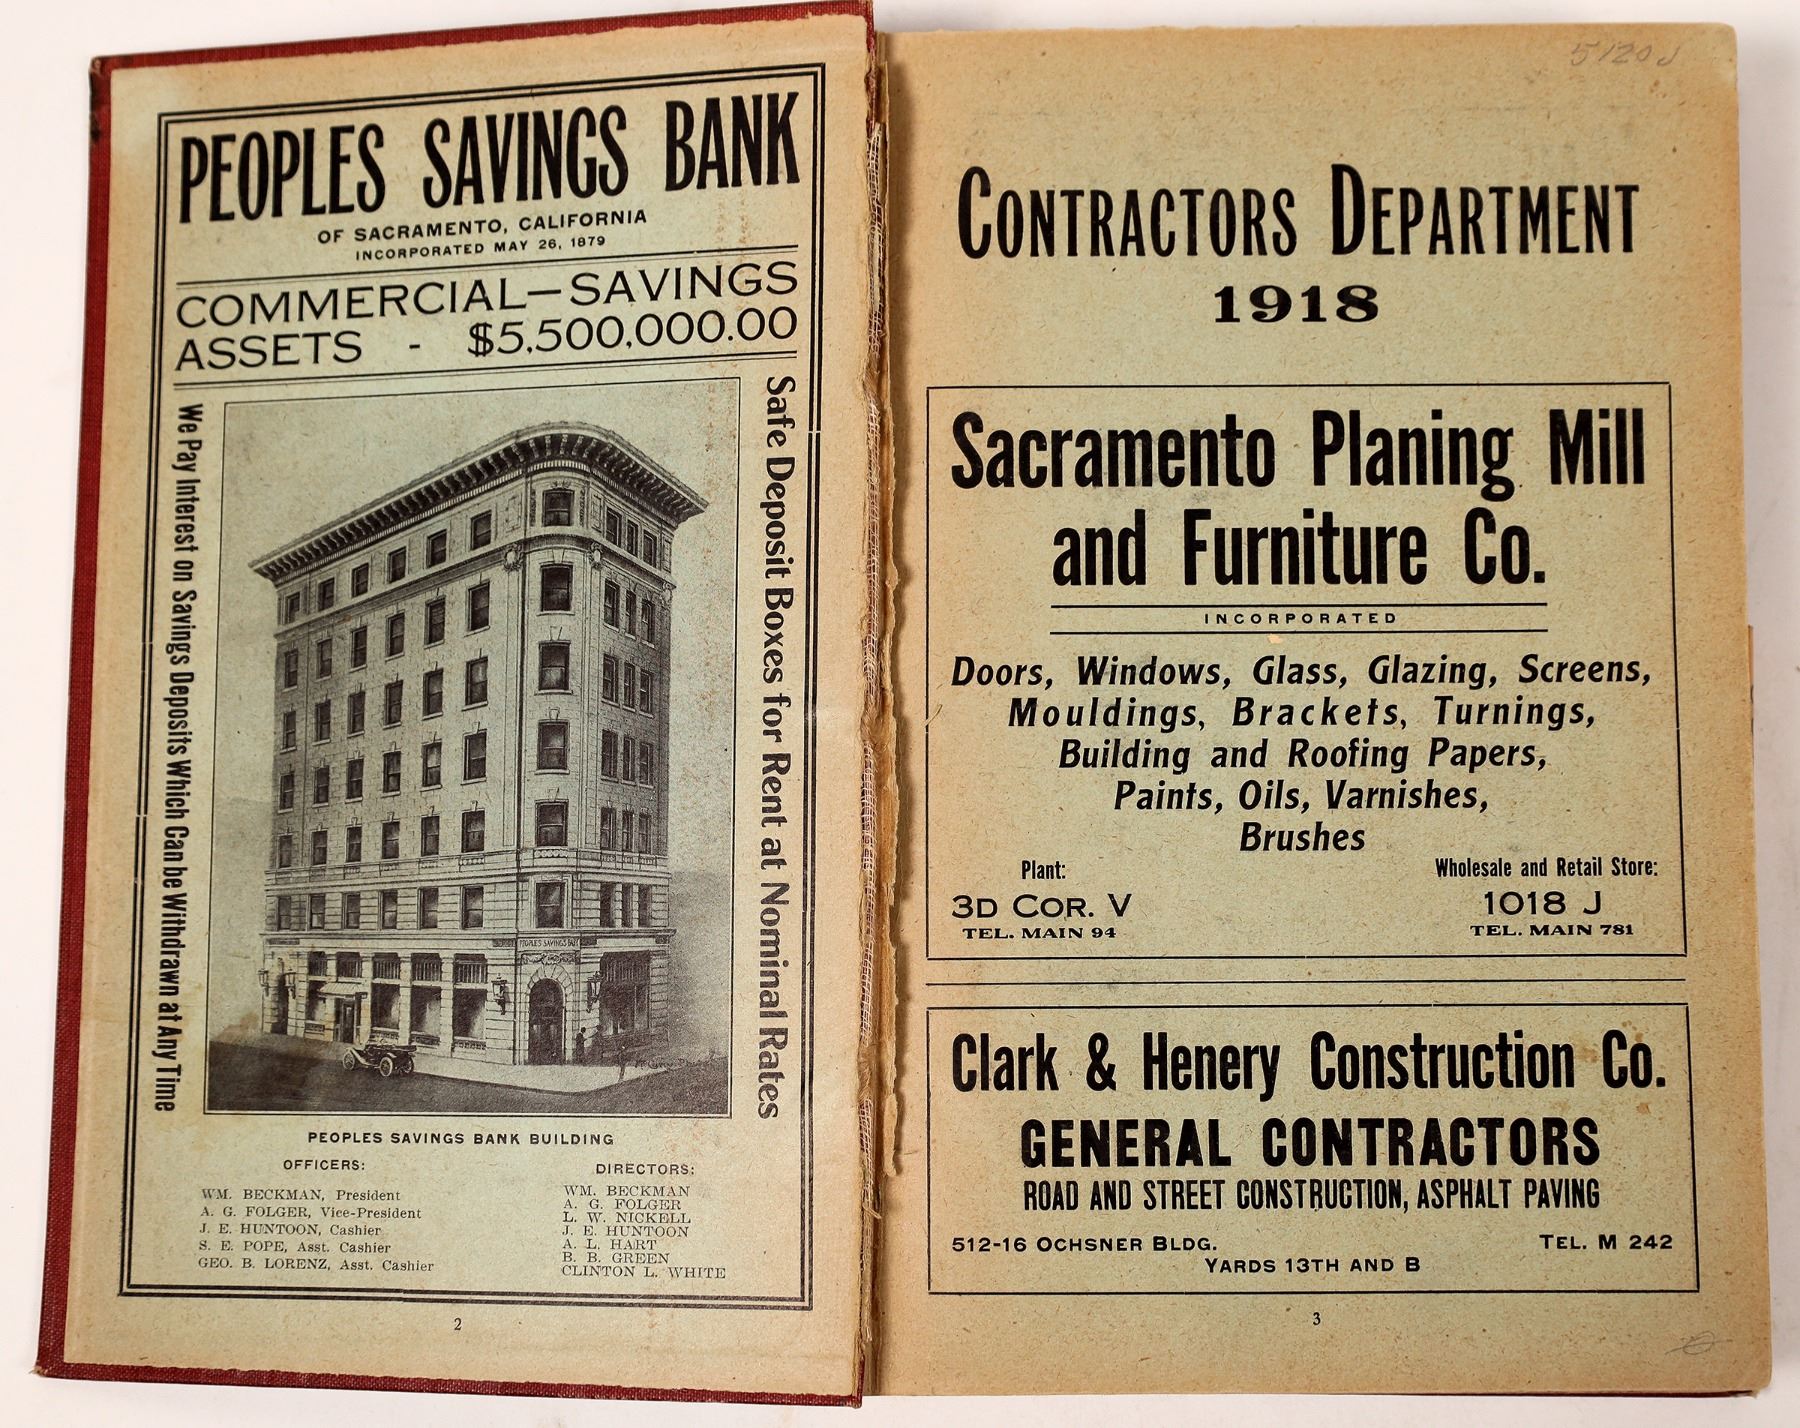 PEOPLES SAVINGS BANK
OF SACRAMENTO, CALIFORNIA
INCORPORATED MAY 26, 1879
COMMERCIAL—SAVINGS
ASSETS - $5,500,000.00
We Pay Interest on Savings Deposits Which Can be Withdrawn at Any Time
Safe Deposit Boxes for Rent at Nominal Rates
PEOPLES SAVINGS BANK
PEOPLES SAVINGS BANK BUILDING
OFFICERS:
WM. BECKMAN, President
A. G. FOLGER, Vice-President
J. E. HUNTOON, Cashier
S. E. POPE, Asst. Cashier
GEO. B. LORENZ, Asst. Cashier
DIRECTORS:
WM. BECKMAN
A. G. FOLGER
L. W. NICKELL
J. E. HUNTOON
A. L. HART
B. B. GREEN
CLINTON L. WHITE
2
5120J
CONTRACTORS DEPARTMENT
1918
Sacramento Planing Mill
and Furniture Co.
INCORPORATED
Doors, Windows, Glass, Glazing, Screens,
Mouldings, Brackets, Turnings,
Building and Roofing Papers,
Paints, Oils, Varnishes,
Brushes
Plant:
3D COR. V
TEL. MAIN 94
Wholesale and Retail Store:
1018 J
TEL. MAIN 781
Clark & Henery Construction Co.
GENERAL CONTRACTORS
ROAD AND STREET CONSTRUCTION, ASPHALT PAVING
512-16 OCHSNER BLDG. TEL. M 242
YARDS 13TH AND B
3